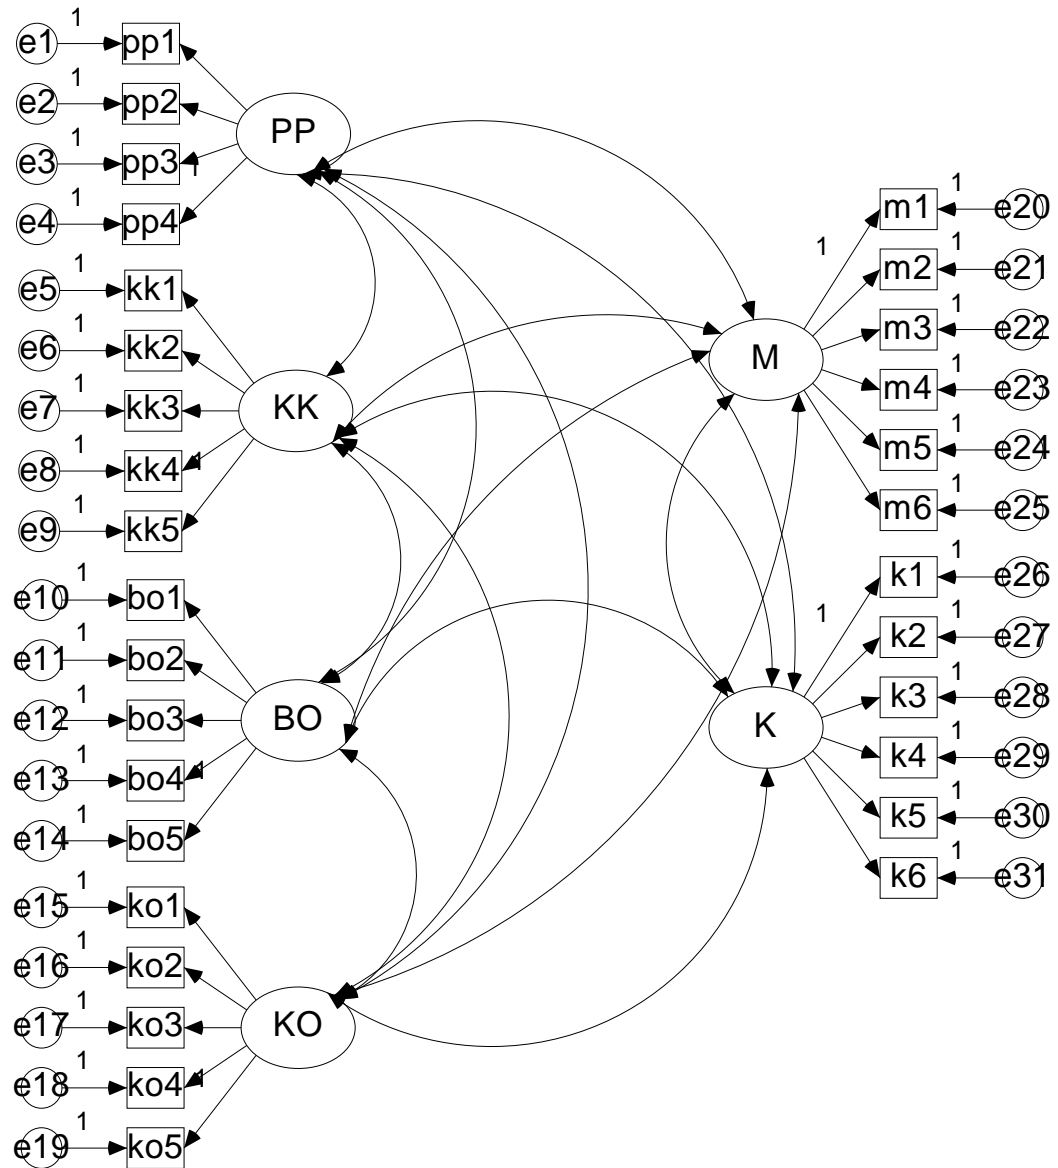 1
e1 pp1
1
e2 pp2
PP
1
e3 pp3 1
1
e4 pp4
1
e5 kk1
1
e6 kk2
1
e7 kk3
KK
1
e8 kk4 1
1
e9 kk5
1
e10 bo1
1
e11 bo2
1
e12 bo3
BO
1
e13 bo4 1
1
e14 bo5
1
e15 ko1
1
e16 ko2
1
e17 ko3
KO
1
e18 ko4 1
1
e19 ko5
1
m1 e20
1
1
m2 e21
1
m3 e22
M
1
m4 e23
1
m5 e24
1
m6 e25
1
k1 e26
1
1
k2 e27
1
k3 e28
K
1
k4 e29
1
k5 e30
1
k6 e31